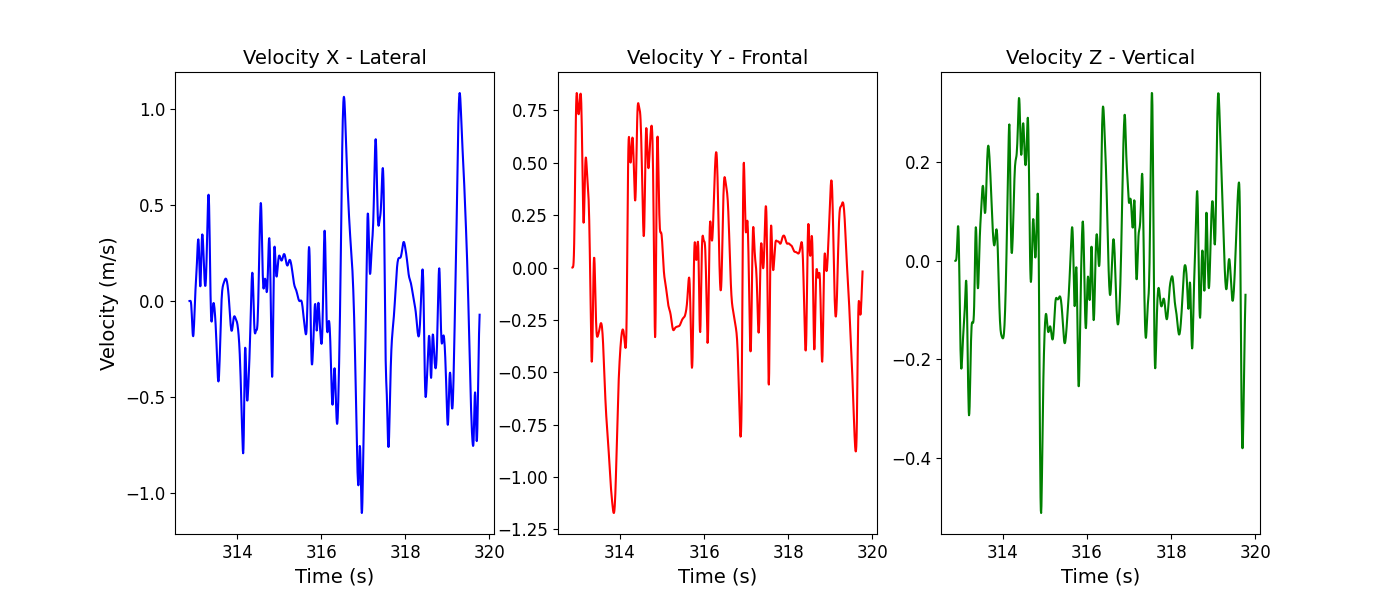 Velocity X - Lateral
Velocity Y - Frontal
Velocity Z - Vertical
Velocity (m/s)
1.0
0.5
0.0
−0.5
−1.0
0.75
0.50
0.25
0.00
−0.25
−0.50
−0.75
−1.00
−1.25
0.2
0.0
−0.2
−0.4
314 316 318 320
314 316 318 320
314 316 318 320
Time (s)
Time (s)
Time (s)